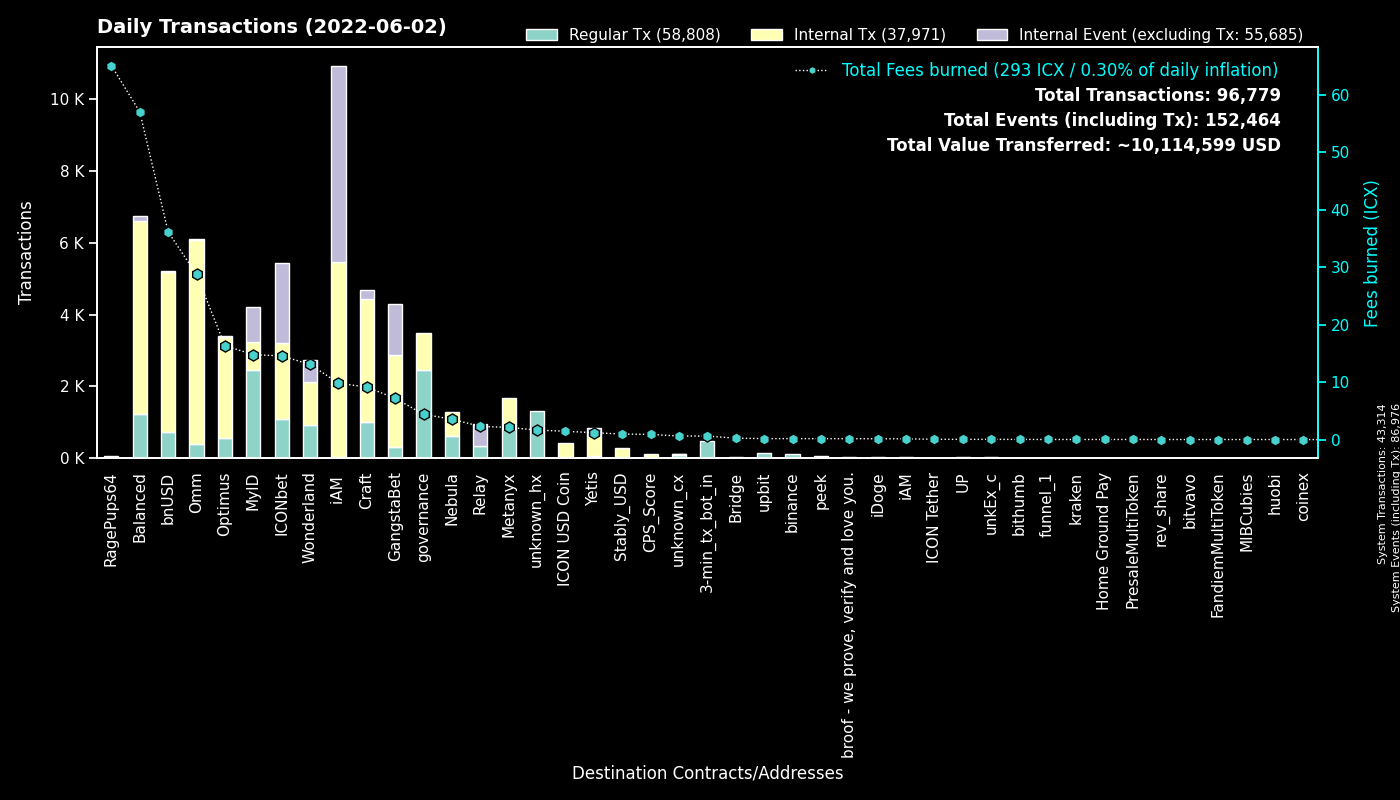 Daily Transactions (2022-06-02)
Regular Tx (58,808)
Internal Tx (37,971)
Internal Event (excluding Tx: 55,685)
Total Fees burned (293 ICX / 0.30% of daily inflation)
Total Transactions: 96,779
Total Events (including Tx): 152,464
Total Value Transferred: ~10,114,599 USD
Transactions
10 K
8 K
6 K
4 K
2 K
0 K
60
50
40
30
20
10
0
Fees burned (ICX)
System Transactions: 43,314
System Events (including Tx): 86,976
RagePups64
Balanced
bnUSD
Omm
Optimus
MyID
ICONbet
Wonderland
iAM
Craft
GangstaBet
governance
Nebula
Relay
Metanyx
unknown_hx
ICON USD Coin
Yetis
Stably_USD
CPS_Score
unknown_cx
3-min_tx_bot_in
Bridge
upbit
binance
peek
broof - we prove, verify and love you.
iDoge
iAM
ICON Tether
UP
unkEx_c
bithumb
funnel_1
kraken
Home Ground Pay
PresaleMultiToken
rev_share
bitvavo
FandiemMultiToken
MIBCubies
huobi
coinex
Destination Contracts/Addresses